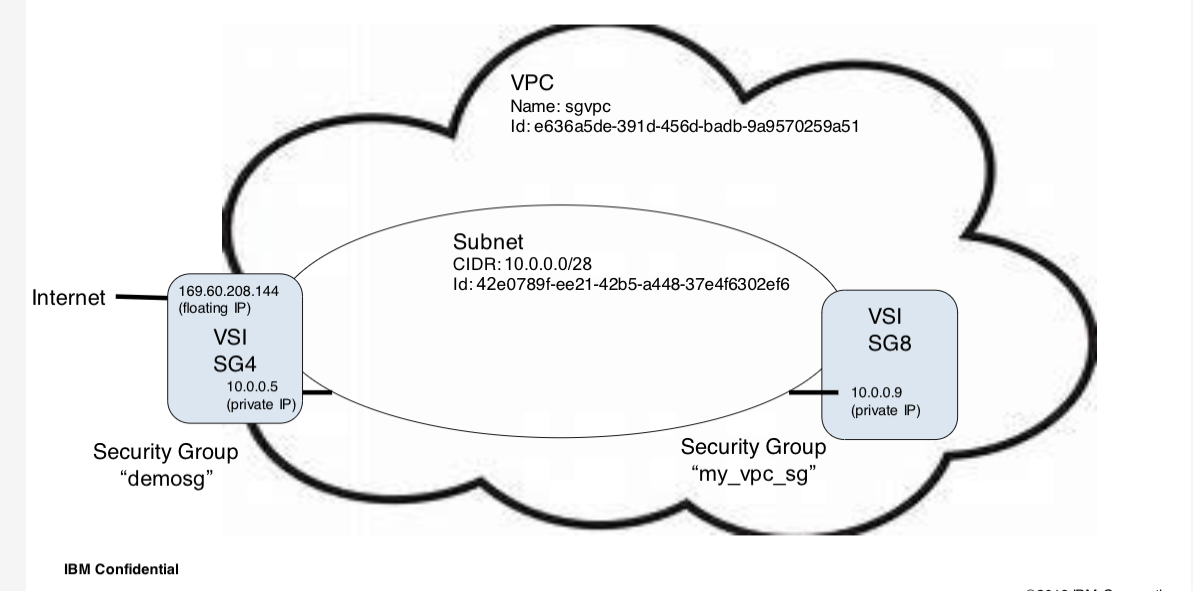 VPC
Name: sgvpc
Id: e636a5de-391d-456d-badb-9a9570259a51
Subnet
CIDR: 10.0.0.0/28
Id: 42e0789f-ee21-42b5-a448-37e4f6302ef6
Internet
169.60.208.144
(floating IP)
VSI
SG4
10.0.0.5
(private IP)
VSI
SG8
10.0.0.9
(private IP)
Security Group
“demosg”
Security Group
“my_vpc_sg”
IBM Confidential